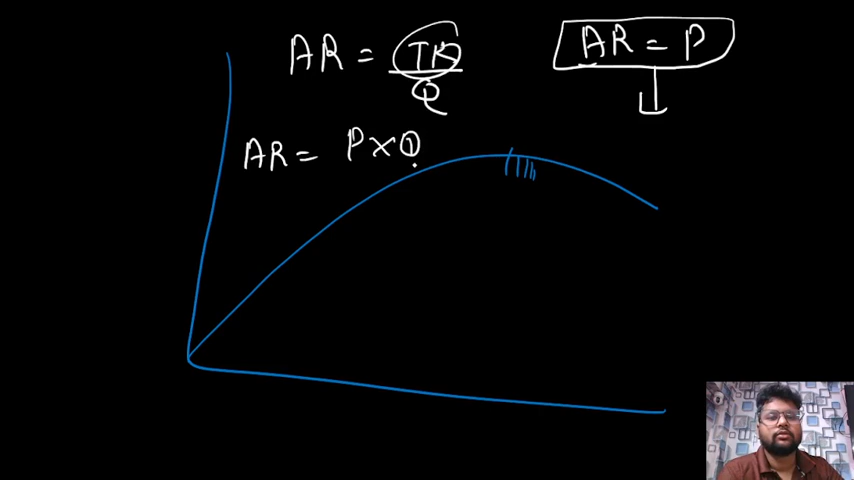 AR = TR/Q
AR = P
AR = P×Q